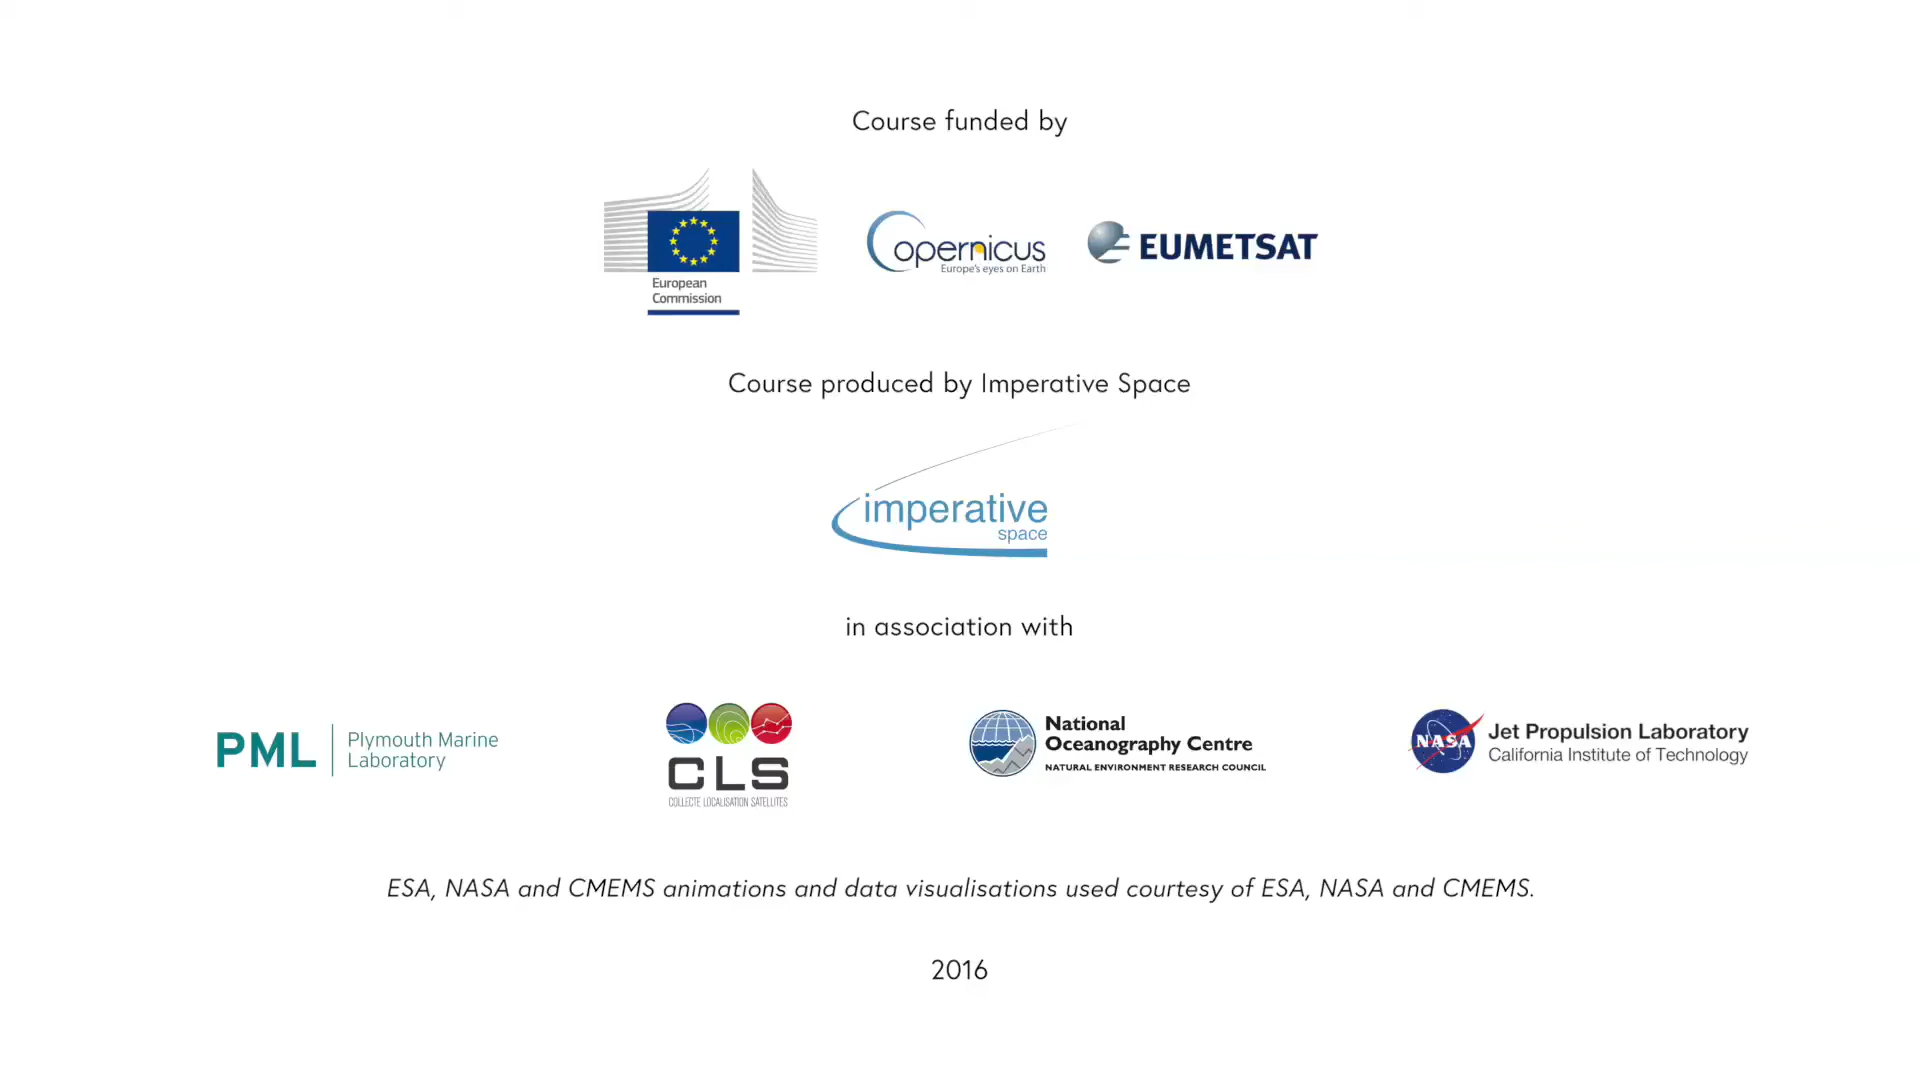 Course funded by
European
Commission
opernicus
Europe's eyes on Earth
EUMETSAT
Course produced by Imperative Space
imperative
space
in association with
PML
Plymouth Marine
Laboratory
CLS
COLLECTE LOCALISATION SATELLITES
National
Oceanography Centre
NATURAL ENVIRONMENT RESEARCH COUNCIL
NASA
Jet Propulsion Laboratory
California Institute of Technology
ESA, NASA and CMEMS animations and data visualisations used courtesy of ESA, NASA and CMEMS.
2016